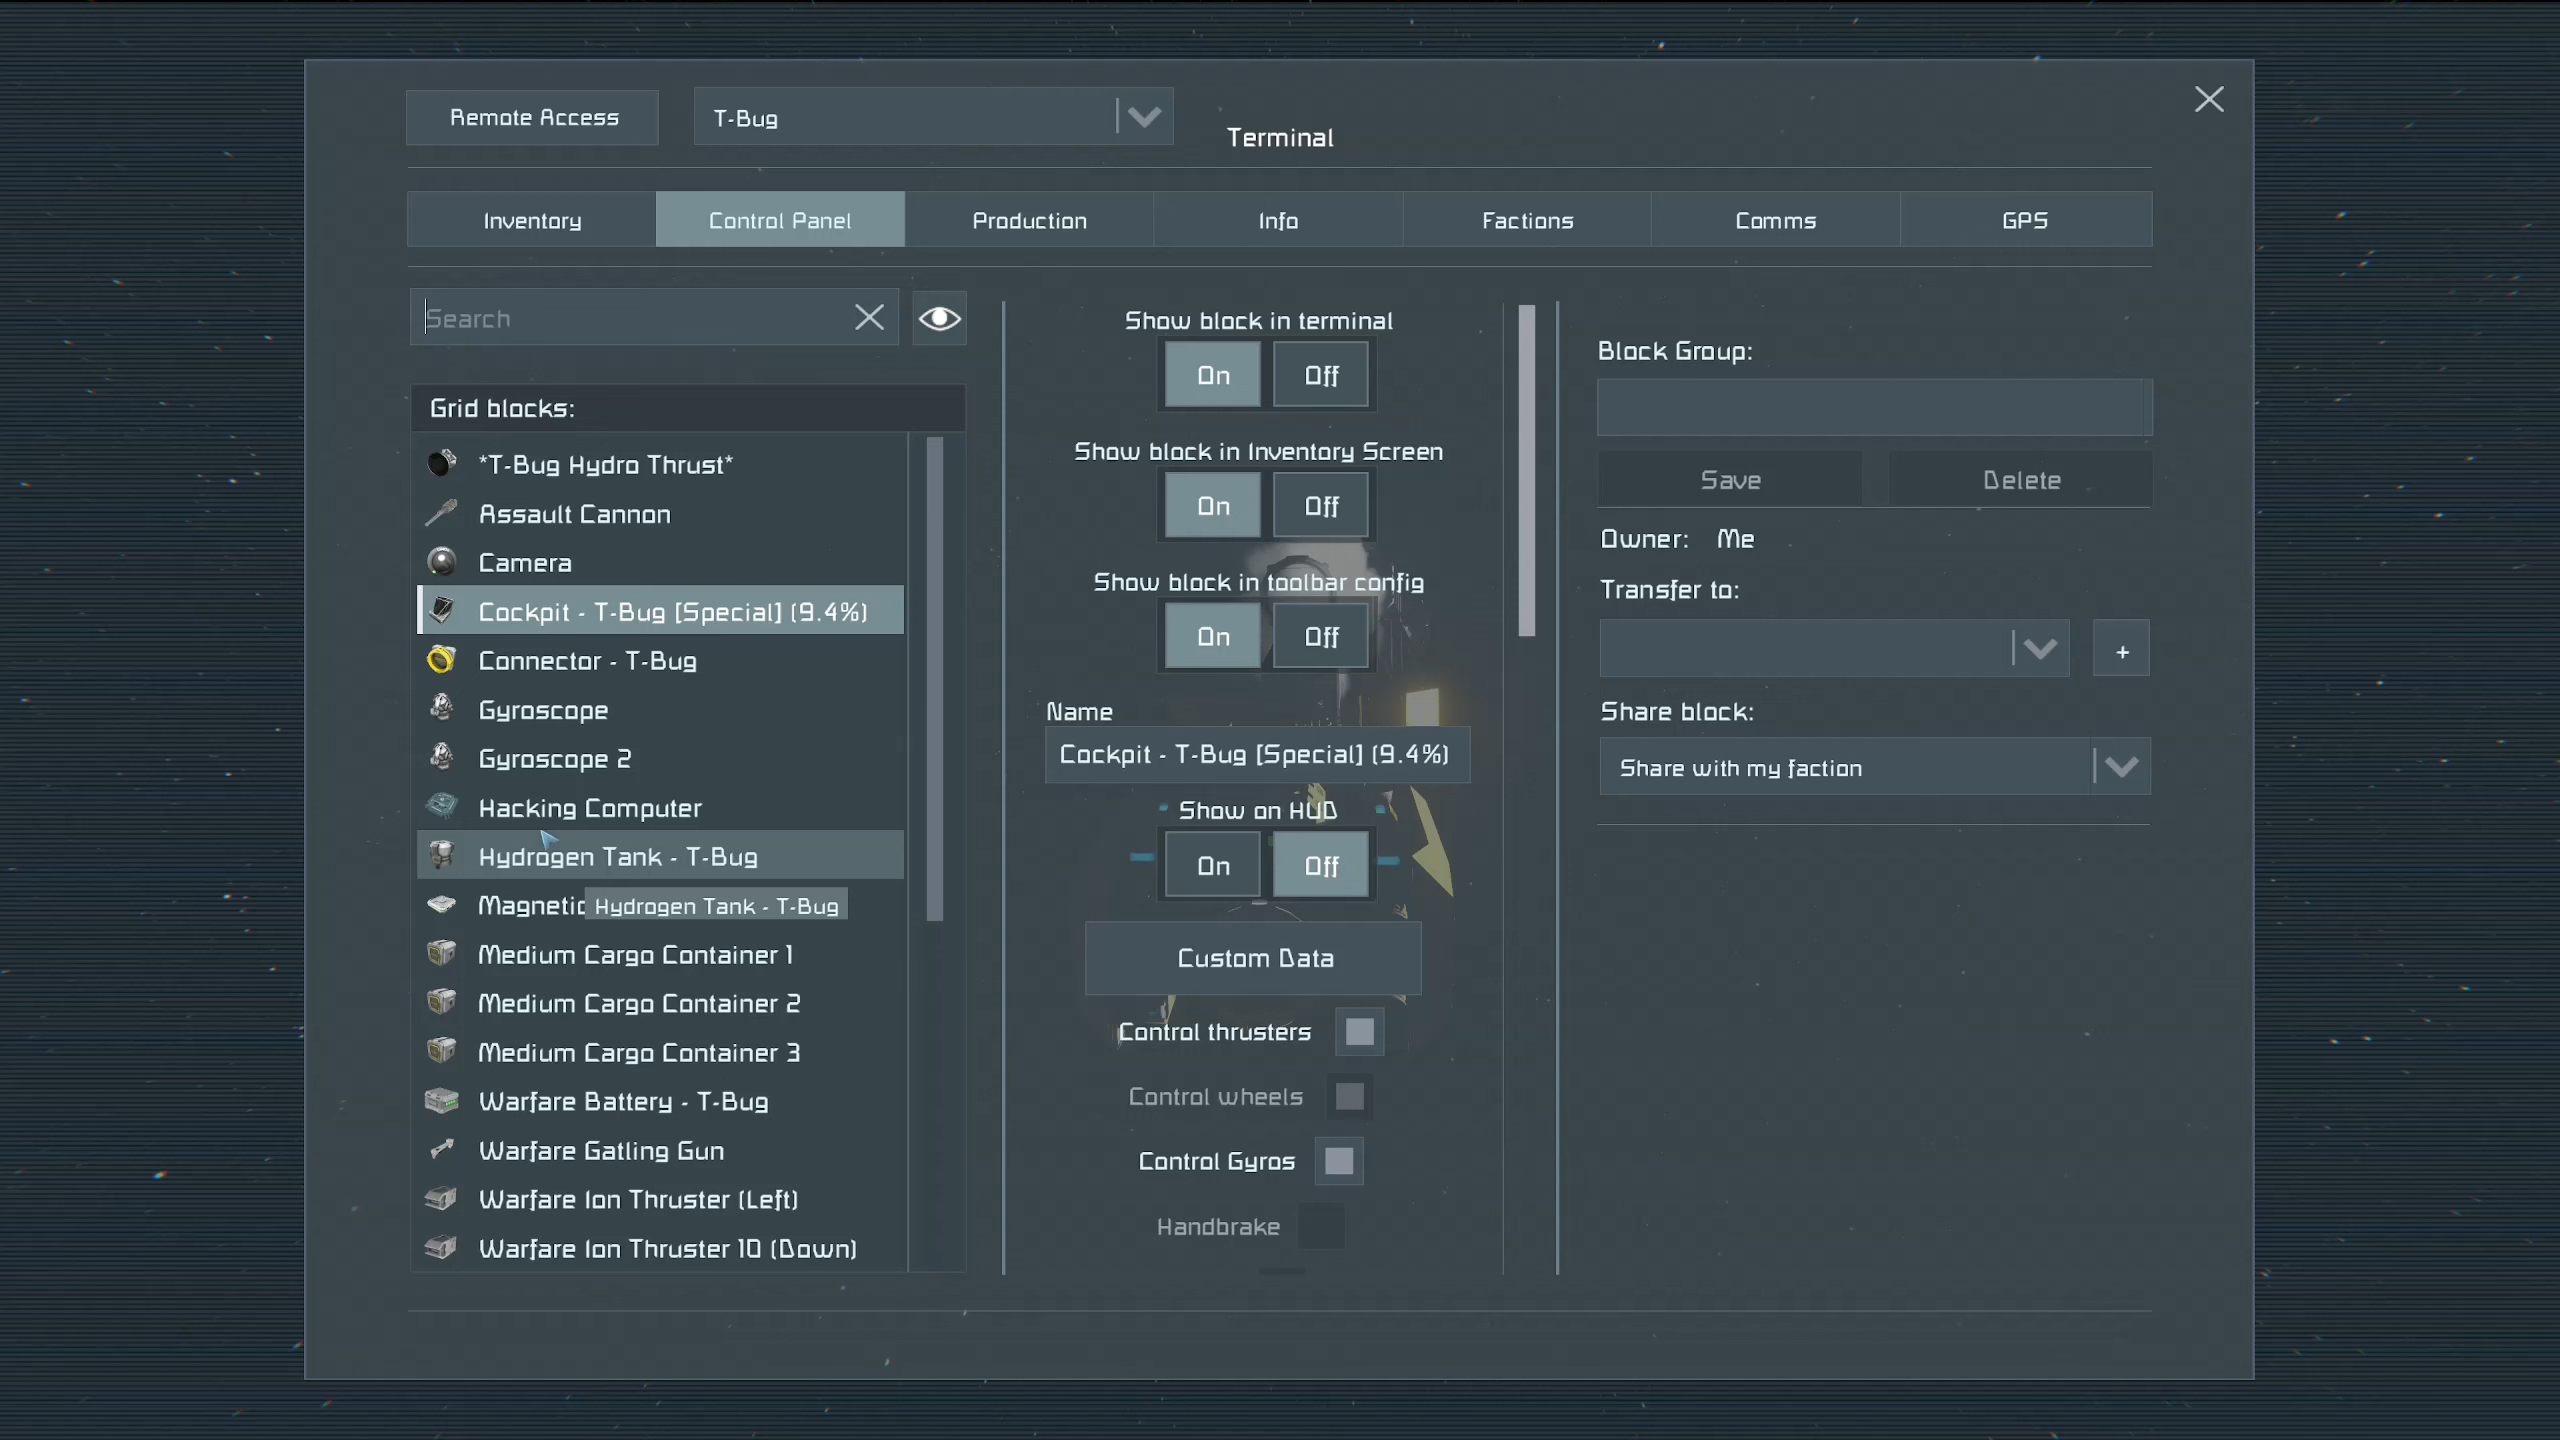 Remote Access
T-Bug
Terminal
Inventory
Control Panel
Production
Info
Factions
Comms
GPS
Search
Grid blocks:
*T-Bug Hydro Thrust*
Assault Cannon
Camera
Cockpit - T-Bug [Special] (9.4%)
Connector - T-Bug
Gyroscope
Gyroscope 2
Hacking Computer
Hydrogen Tank - T-Bug
Magnetic
Hydrogen Tank - T-Bug
Medium Cargo Container 1
Medium Cargo Container 2
Medium Cargo Container 3
Warfare Battery - T-Bug
Warfare Gatling Gun
Warfare Ion Thruster (Left)
Warfare Ion Thruster 10 (Down)
Show block in terminal
On Off
Show block in Inventory Screen
On Off
Show block in toolbar config
On Off
Name
Cockpit - T-Bug [Special] (9.4%)
Show on HUD
On Off
Custom Data
Control thrusters
Control wheels
Control Gyros
Handbrake
Block Group:
Save
Delete
Owner: Me
Transfer to:
+
Share block:
Share with my faction